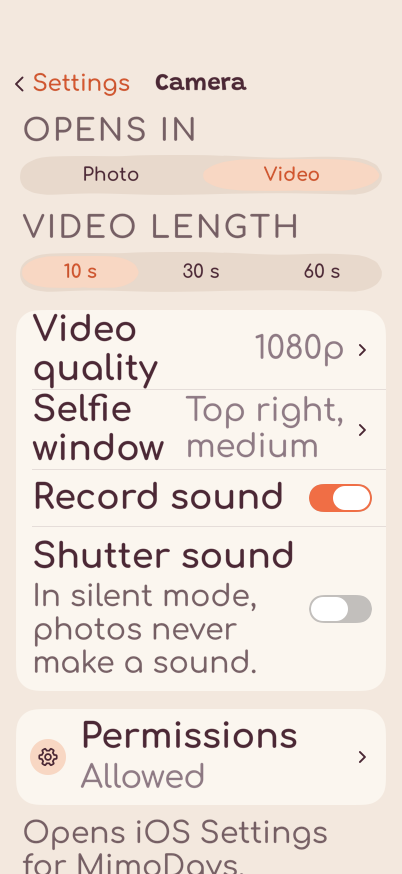 Settings Camera
OPENS IN
Photo Video
VIDEO LENGTH
10 s 30 s 60 s
Video
quality
1080p
Selfie
window
Top right,
medium
Record sound
Shutter sound
In silent mode,
photos never
make a sound.
Permissions
Allowed
Opens iOS Settings
for MimoDays.